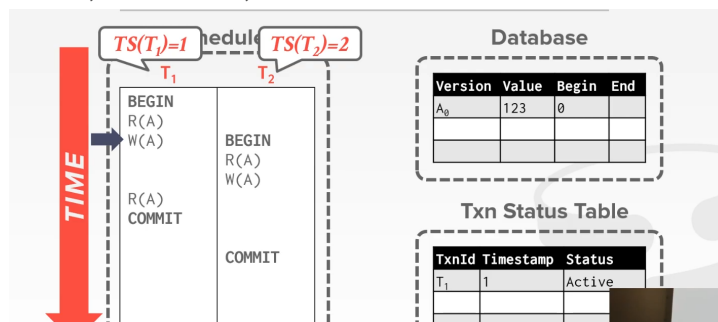 TS(T₁)=1
TS(T₂)=2
T₁
T₂
BEGIN
R(A)
W(A)
R(A)
COMMIT
BEGIN
R(A)
W(A)
COMMIT
TIME
Database
Version Value Begin End
A₀ 123 0
Txn Status Table
TxnId Timestamp Status
T₁ 1 Active